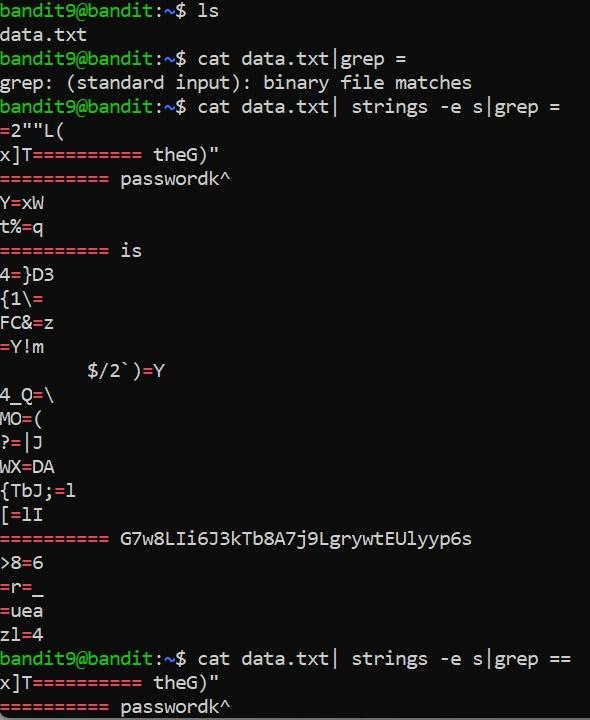 bandit9@bandit:~$ ls
data.txt
bandit9@bandit:~$ cat data.txt|grep =
grep: (standard input): binary file matches
bandit9@bandit:~$ cat data.txt| strings -e s|grep =
=2""L(
x]T========== theG)"
========== passwordk^
Y=xW
t%=q
========== is
4=}D3
{1\=
FC&=z
=Y!m
        $/2`)=Y
4_Q=\
MO=(
?=|J
WX=DA
{TbJ;=l
[=lI
========== G7w8LIi6J3kTb8A7j9LgrywtEUlyyp6s
>8=6
=r=_
=uea
zl=4
bandit9@bandit:~$ cat data.txt| strings -e s|grep ==
x]T========== theG)"
========== passwordk^